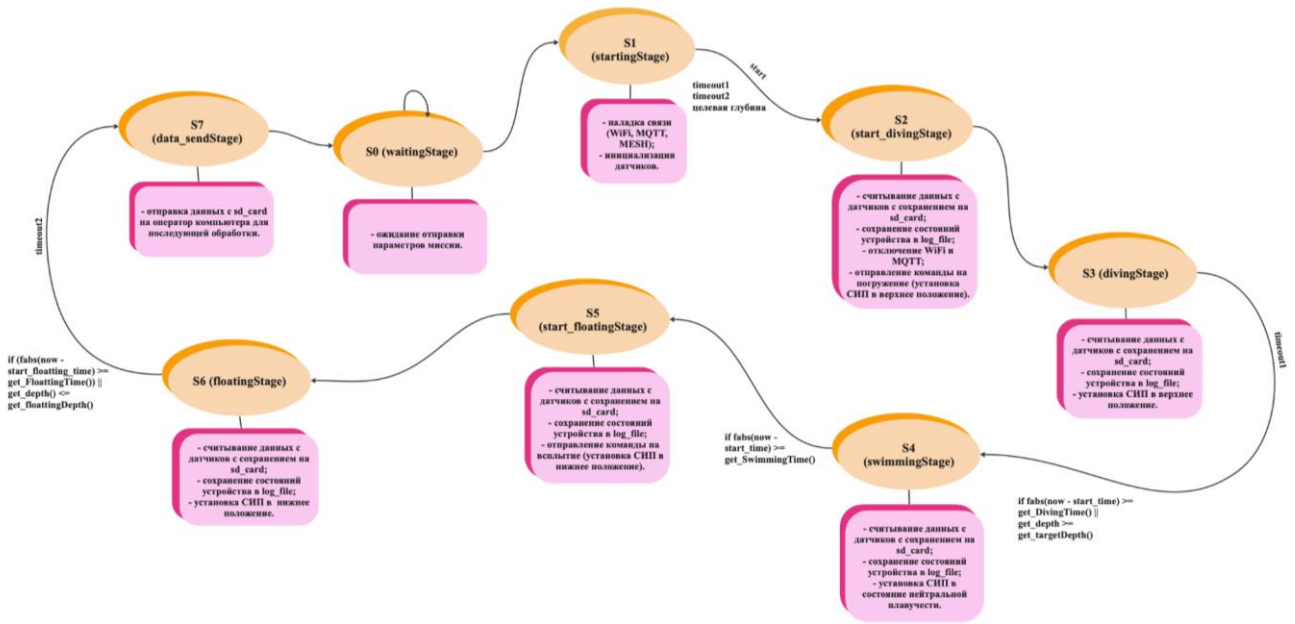 S1
(startingStage)
- наладка связи
(WiFi, MQTT,
MESH);
- инициализация
датчиков.
start
timeout1
timeout2
целевая глубина
S7
(data_sendStage)
- отправка данных с sd_card
на оператор компьютера для
последующей обработки.
S0 (waitingStage)
- ожидание отправки
параметров миссии.
S2
(start_divingStage)
- считывание данных с
датчиков с сохранением на
sd_card;
- сохранение состояний
устройства в log_file;
- отключение WiFi и
MQTT;
- отправление команды на
погружение (установка
СИП в верхнее положение).
S3 (divingStage)
- считывание данных с
датчиков с сохранением на
sd_card;
- сохранение состояний
устройства в log_file;
- установка СИП в верхнее
положение.
timeout1
if fabs(now - start_time) >=
get_DivingTime() ||
get_depth >=
get_targetDepth()
S4
(swimmingStage)
- считывание данных с
датчиков с сохранением на
sd_card;
- сохранение состояний
устройства в log_file;
- установка СИП в
состояние нейтральной
плавучести.
if fabs(now -
start_time) >=
get_SwimmingTime()
S5
(start_floatingStage)
- считывание данных с
датчиков с сохранением на
sd_card;
- сохранение состояний
устройства в log_file;
- отправление команды на
всплытие (установка СИП в
нижнее положение).
S6 (floatingStage)
- считывание данных с
датчиков с сохранением на
sd_card;
- сохранение состояний
устройства в log_file;
- установка СИП в нижнее
положение.
timeout2
if (fabs(now -
start_floatting_time) >=
get_FloattingTime()) ||
get_depth() <=
get_floattingDepth()